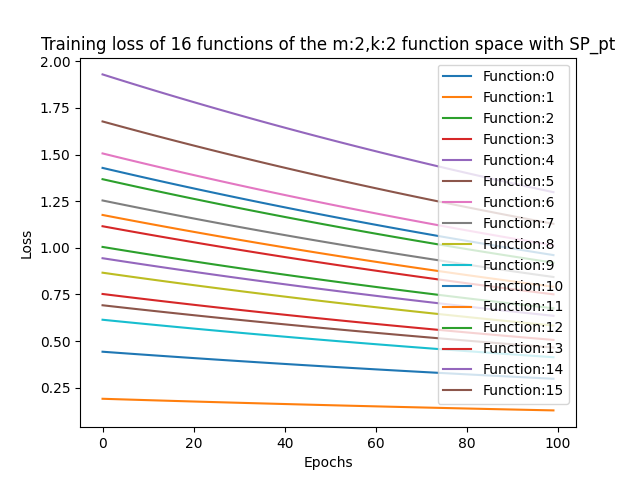 Training loss of 16 functions of the m:2,k:2 function space with SP_pt
2.00
1.75
1.50
1.25
1.00
0.75
0.50
0.25
Loss
0
20
40
60
80
100
Epochs
Function:0
Function:1
Function:2
Function:3
Function:4
Function:5
Function:6
Function:7
Function:8
Function:9
Function:10
Function:11
Function:12
Function:13
Function:14
Function:15